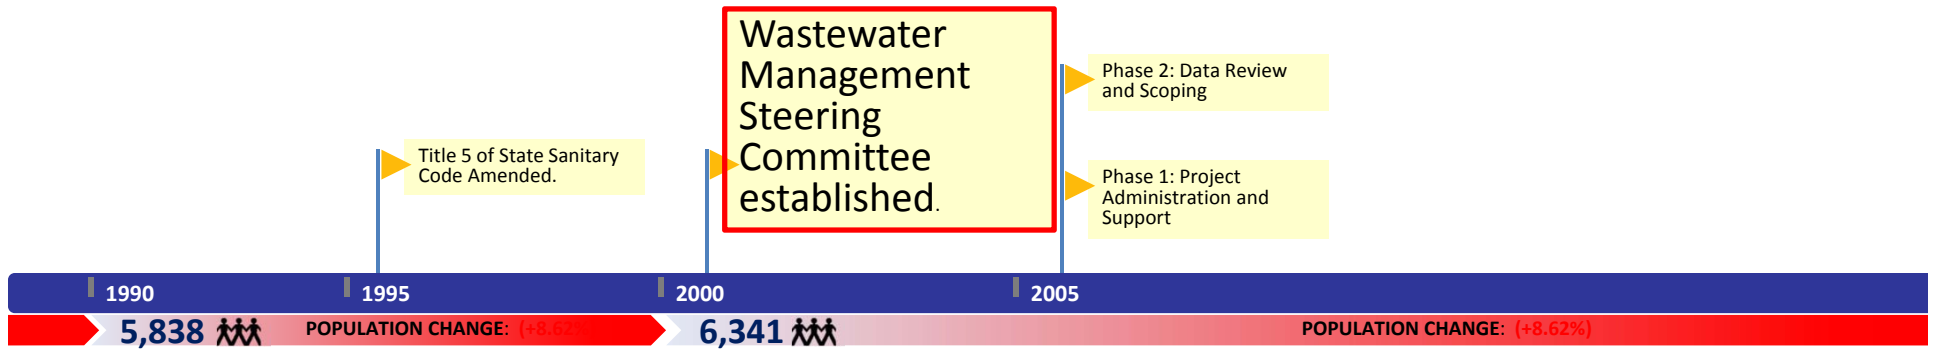 Wastewater
Management
Steering
Committee
established.
Title 5 of State Sanitary
Code Amended.
Phase 2: Data Review
and Scoping
Phase 1: Project
Administration and
Support
1990
1995
2000
2005
5,838
POPULATION CHANGE: (+8.62%)
6,341
POPULATION CHANGE: (+8.62%)